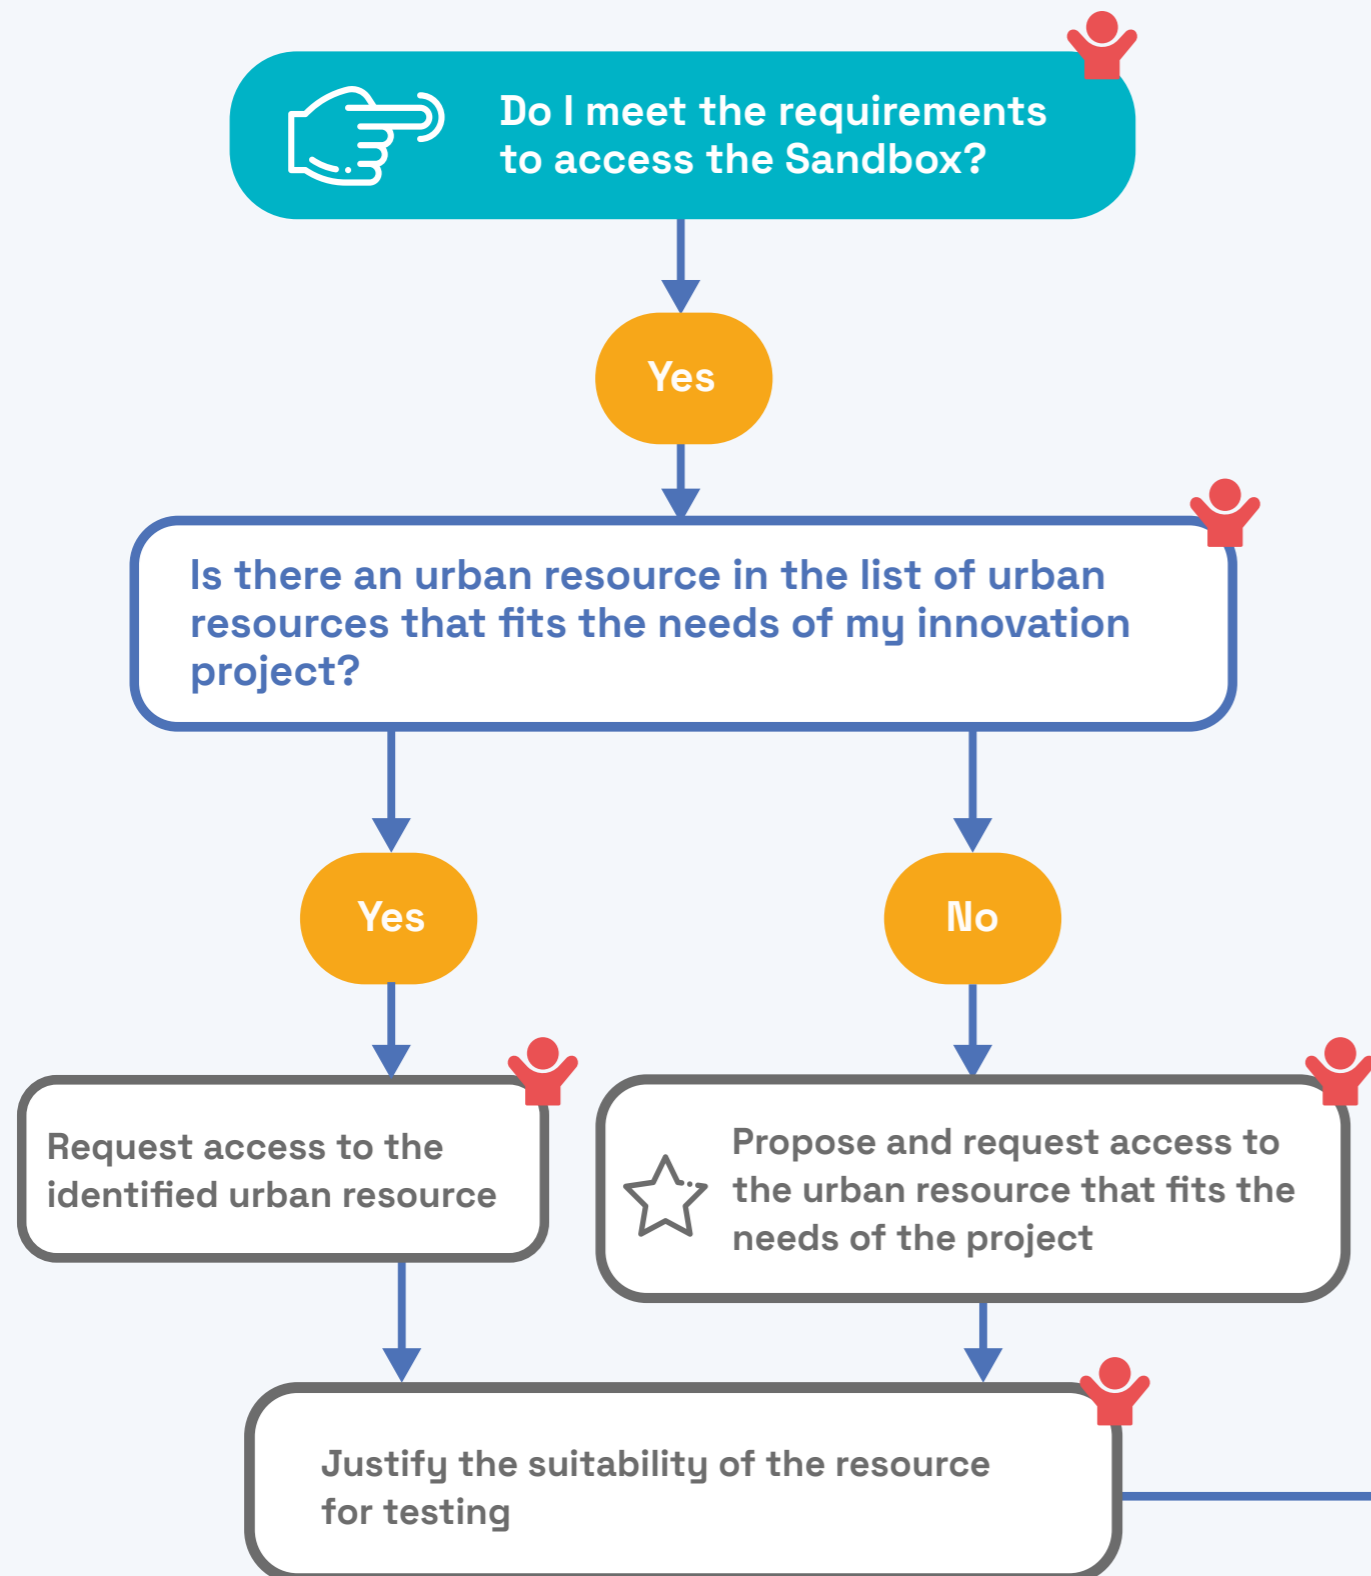 Do I meet the requirements
to access the Sandbox?
Yes
Is there an urban resource in the list of urban
resources that fits the needs of my innovation
project?
Yes
No
Request access to the
identified urban resource
Propose and request access to
the urban resource that fits the
needs of the project
Justify the suitability of the resource
for testing